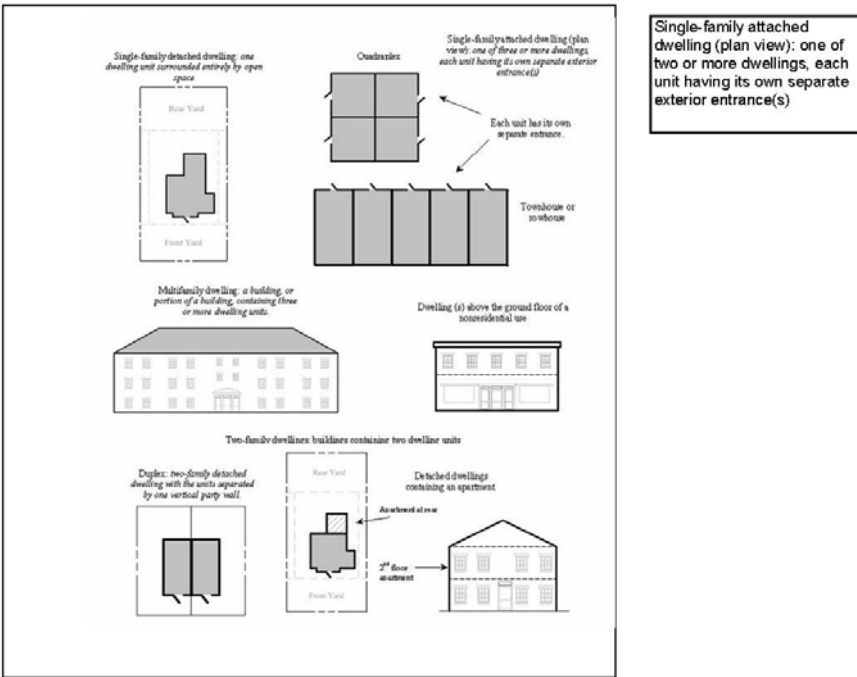 Single-family detached dwelling: one
dwelling unit surrounded entirely by open
space
Rear Yard
Front Yard
Quadraplex
Single-family attached dwelling (plan
view): one of three or more dwellings,
each unit having its own separate exterior
entrance(s)
Each unit has its own
separate entrance.
Townhouse or
rowhouse
Single-family attached
dwelling (plan view): one of
two or more dwellings, each
unit having its own separate
exterior entrance(s)
Multifamily dwelling: a building, or
portion of a building, containing three
or more dwelling units.
Dwelling (s) above the ground floor of a
nonresidential use
Two-family dwellines: buildines containing two dwelline units
Duplex: two-family detached
dwelling with the units separated
by one vertical party wall.
Rear Yard
Front Yard
Detached dwellings
containing an apartment
Apartment at rear
2nd floor
apartment